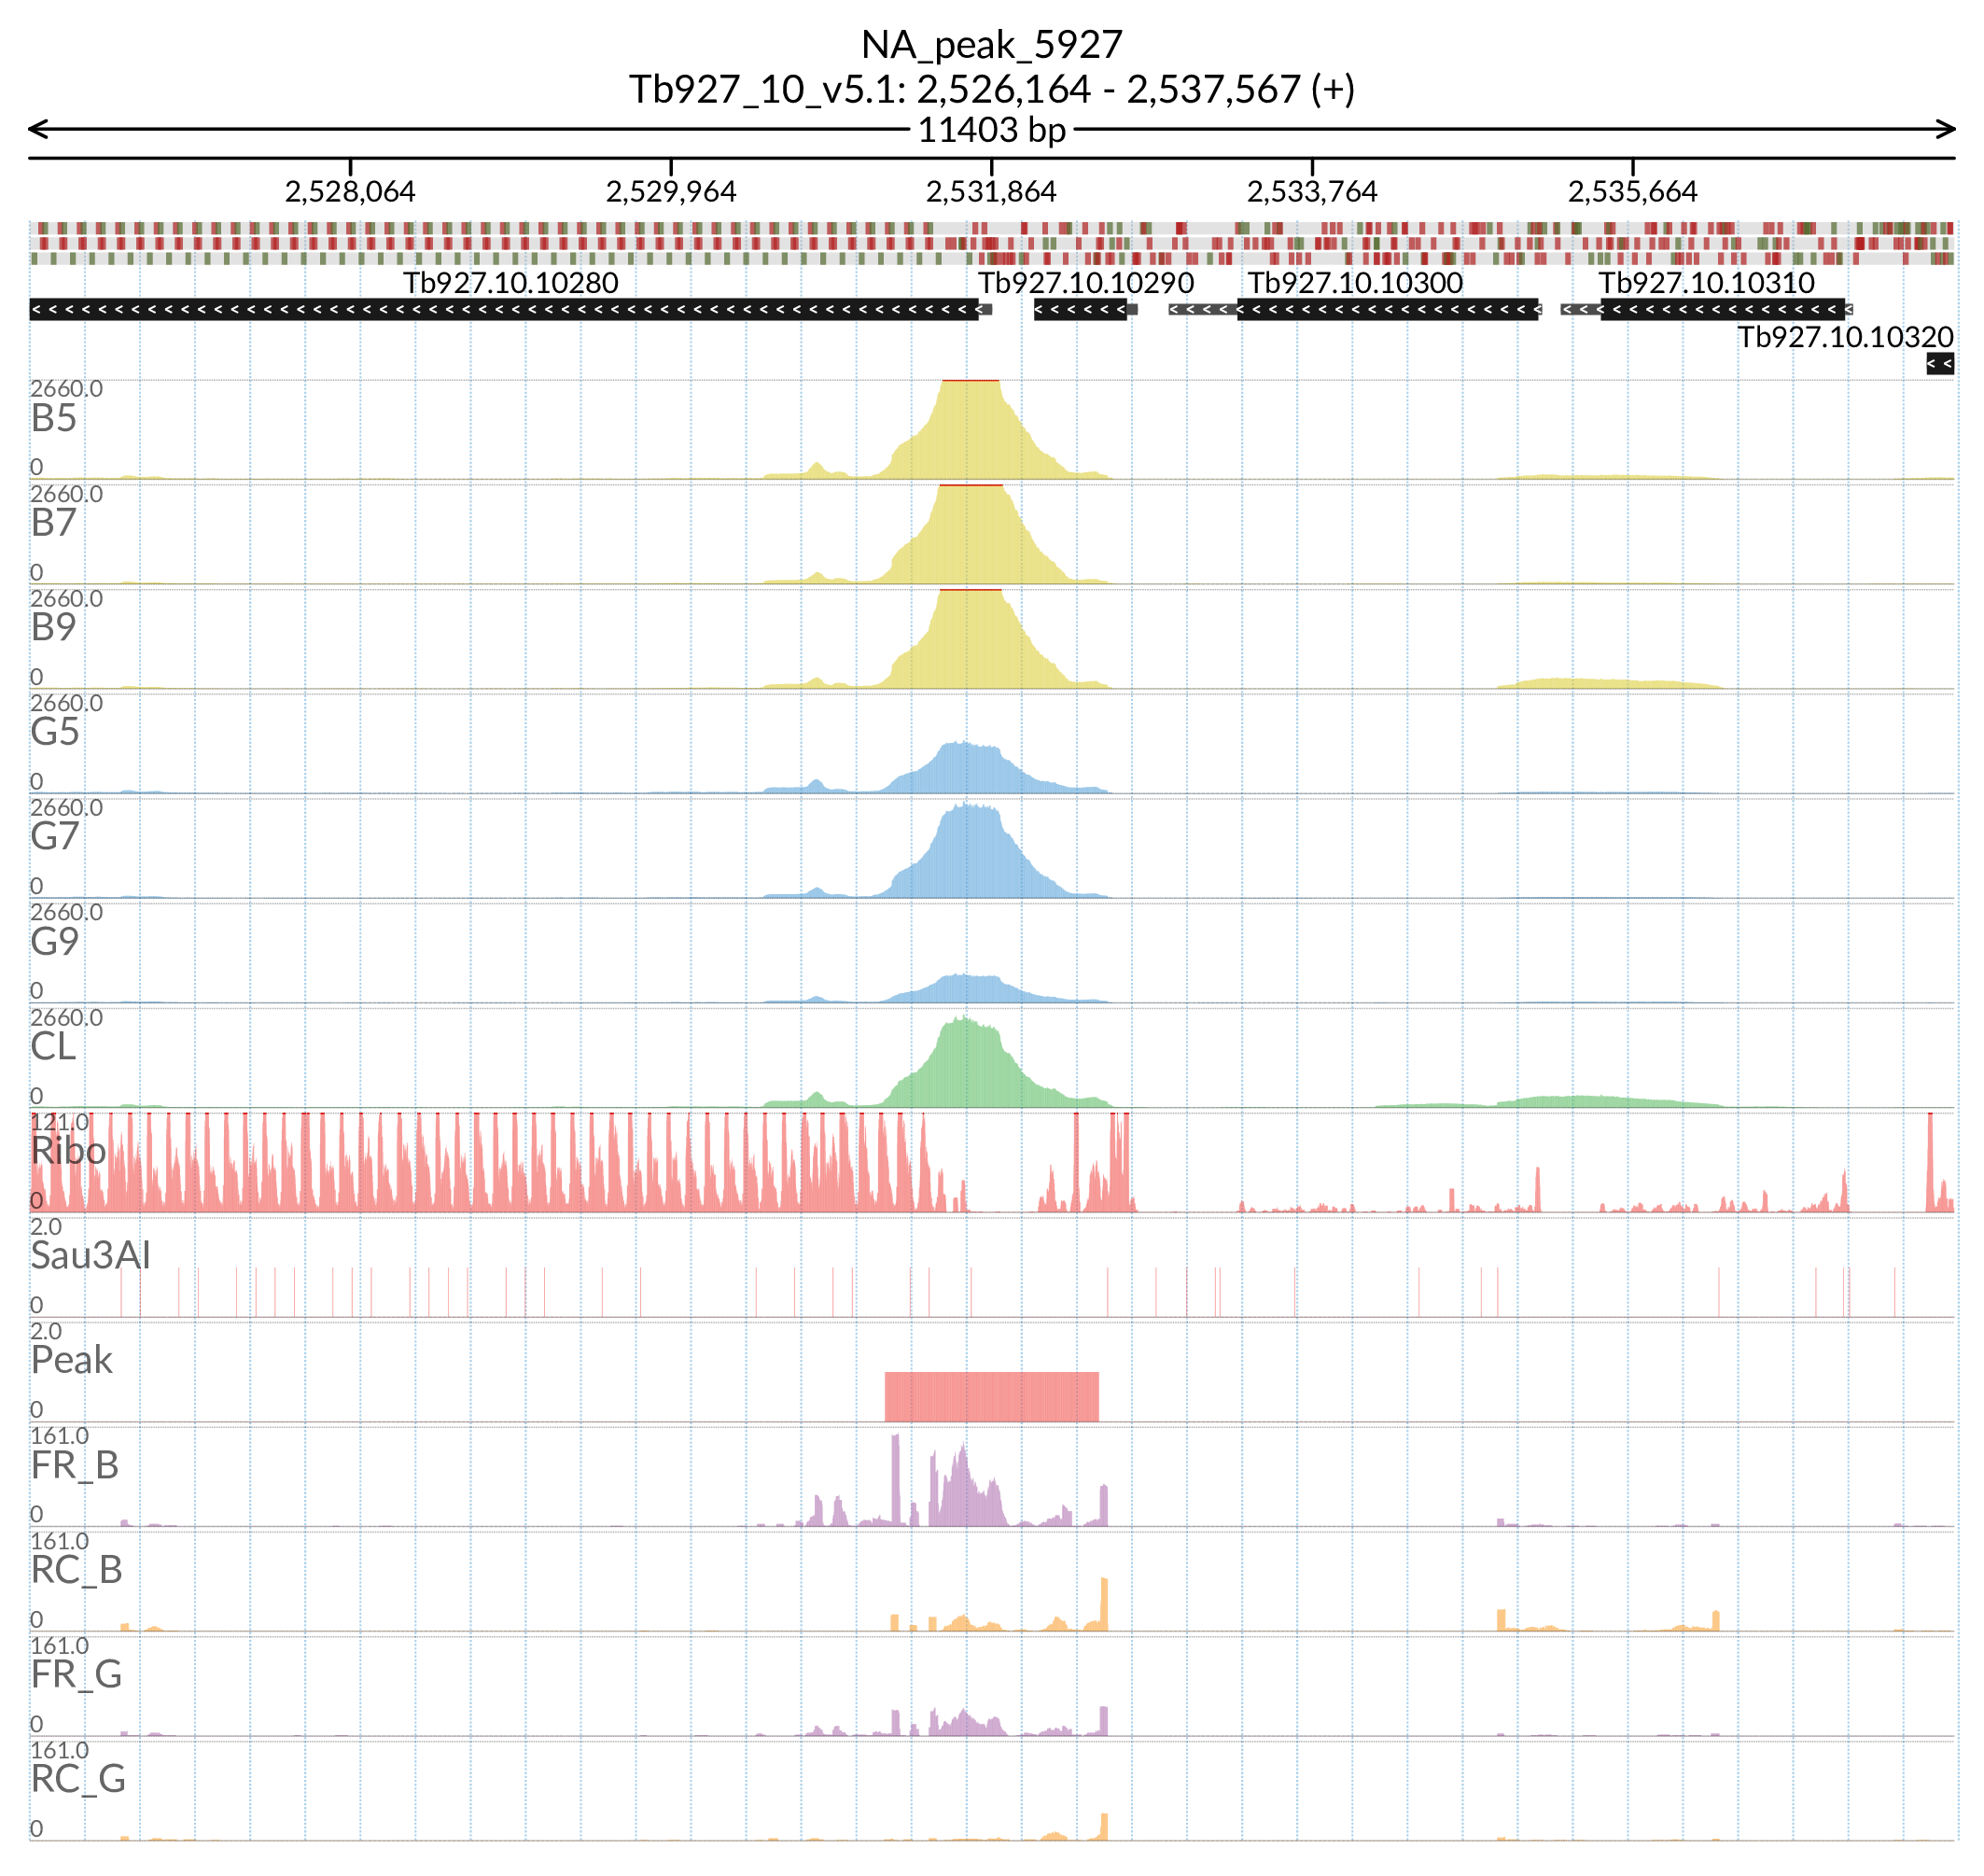 NA_peak_5927
Tb927_10_v5.1: 2,526,164 - 2,537,567 (+)
11403 bp
2,528,064 2,529,964 2,531,864 2,533,764 2,535,664
Tb927.10.10280 Tb927.10.10290 Tb927.10.10300 Tb927.10.10310
Tb927.10.10320
2660.0
B5
0
2660.0
B7
0
2660.0
B9
0
2660.0
G5
0
2660.0
G7
0
2660.0
G9
0
2660.0
CL
0
121.0
Ribo
0
2.0
Sau3AI
0
2.0
Peak
0
161.0
FR_B
0
161.0
RC_B
0
161.0
FR_G
0
161.0
RC_G
0